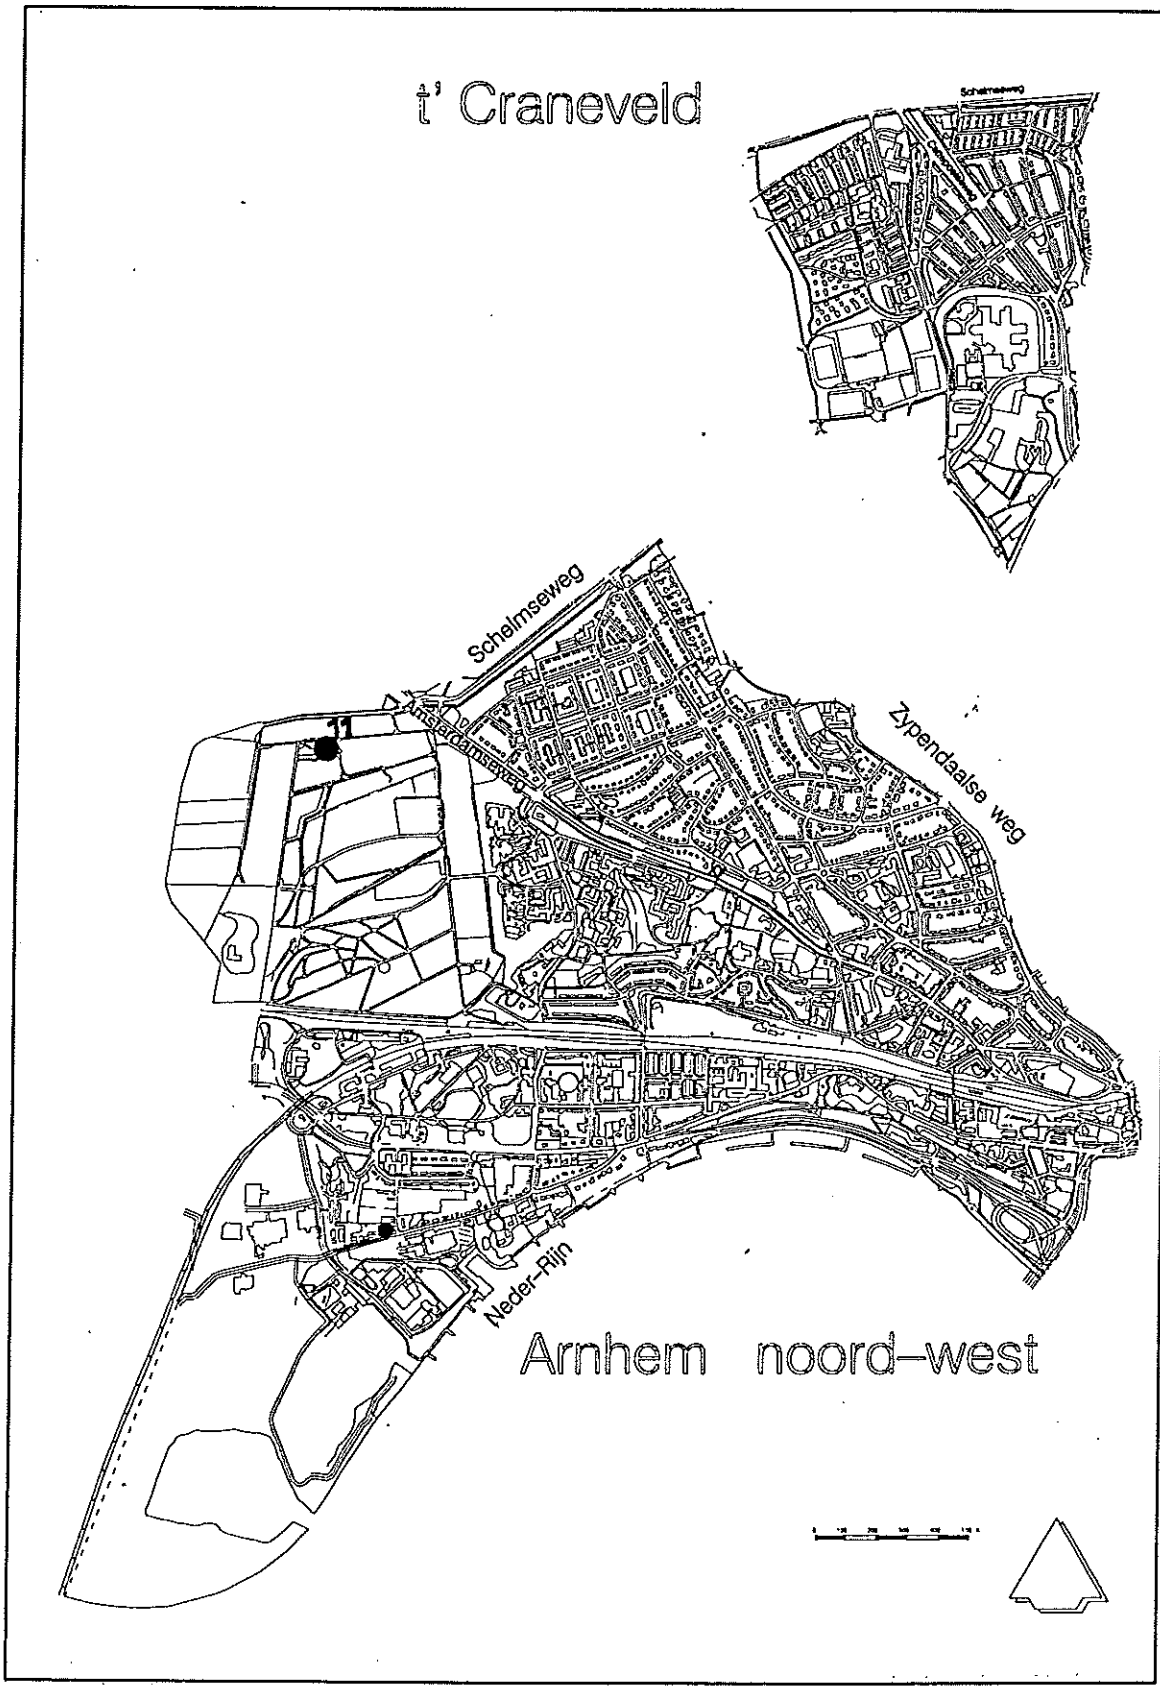 t' Craneveld
Schelmseweg
Schelmseweg
11
Amsterdamseweg
Zypendaalse weg
Neder-Rijn
Arnhem noord-west